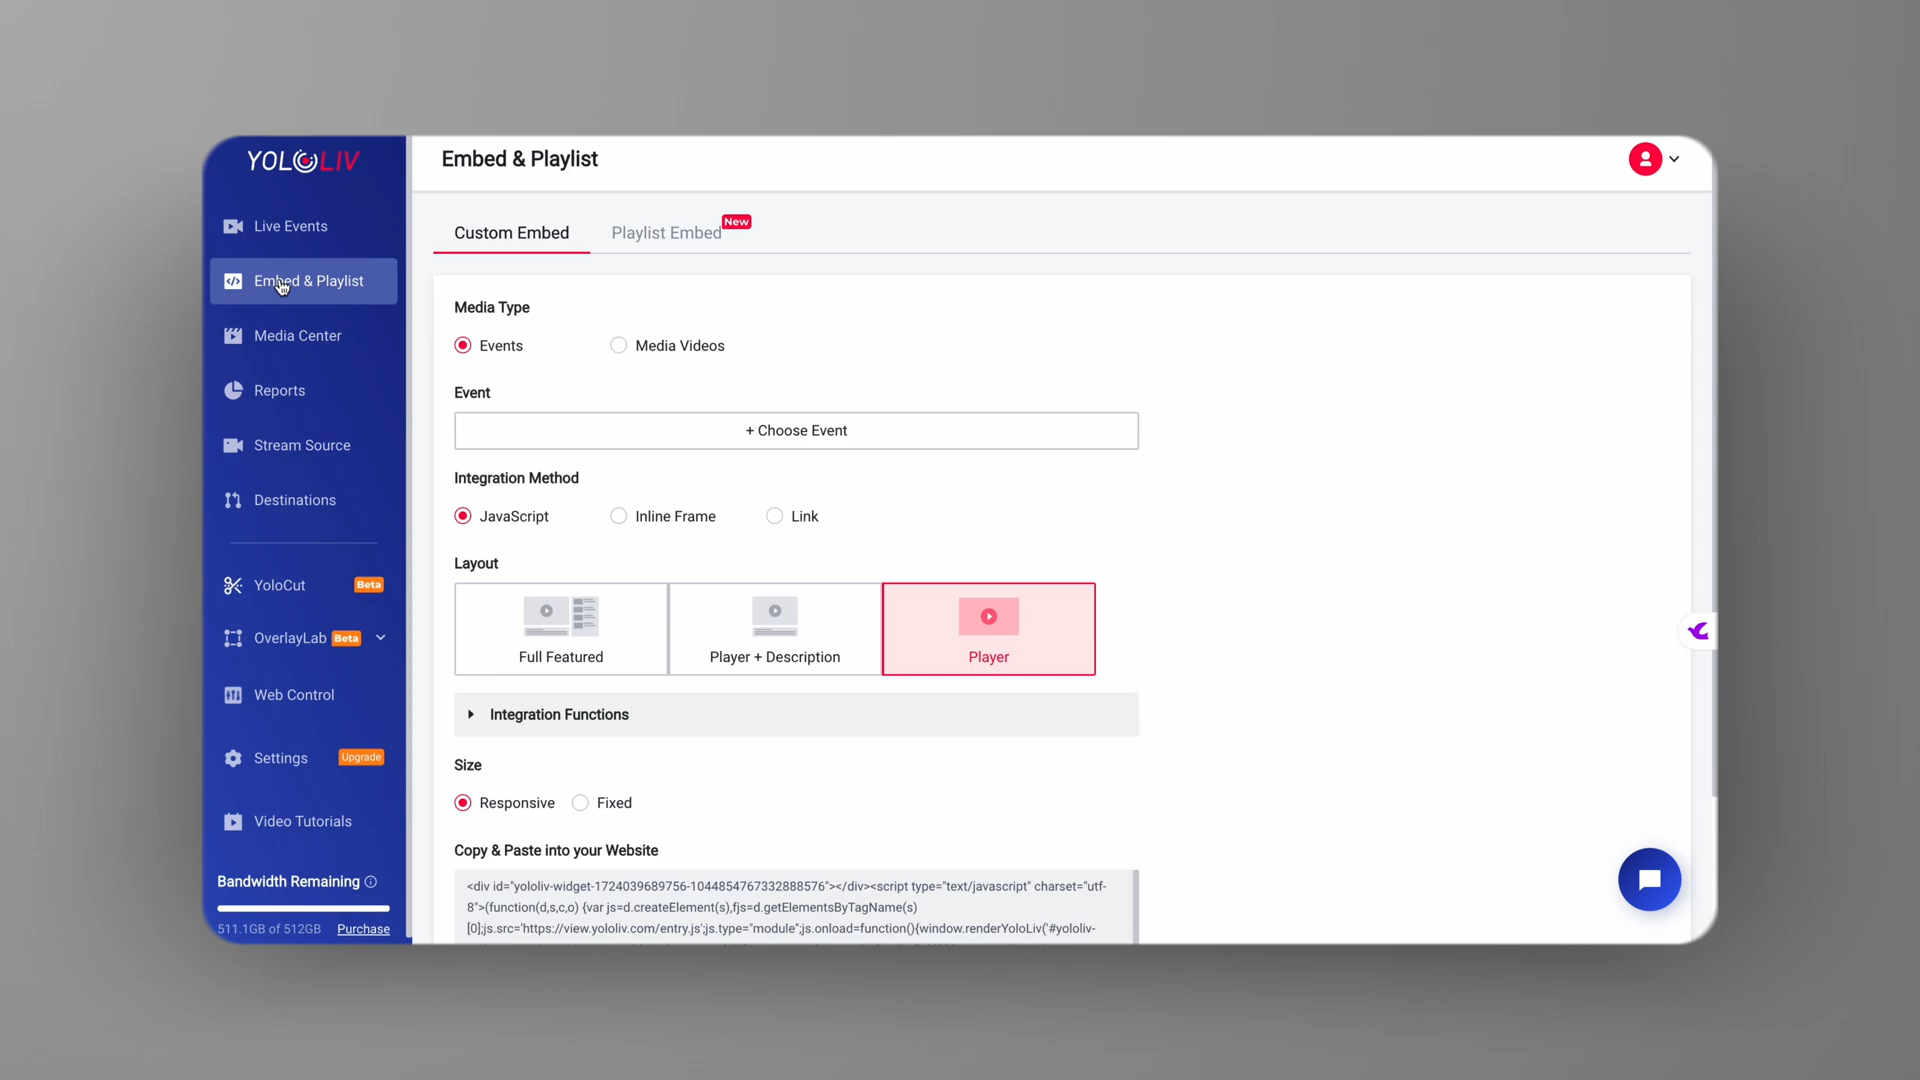 YOLOLIV
Live Events
Embed & Playlist
Media Center
Reports
Stream Source
Destinations
YoloCut Beta
OverlayLab Beta
Web Control
Settings Upgrade
Video Tutorials
Bandwidth Remaining
511.1GB of 512GB Purchase
Embed & Playlist
Custom Embed Playlist Embed New
Media Type
Events Media Videos
Event
+ Choose Event
Integration Method
JavaScript Inline Frame Link
Layout
Full Featured Player + Description Player
Integration Functions
Size
Responsive Fixed
Copy & Paste into your Website
<div id="yololiv-widget-1724039689756-1044854767332888576"></div><script type="text/javascript" charset="utf-
8">(function(d,s,c,o) {var js=d.createElement(s),fjs=d.getElementsByTagName(s)
[0];js.src='https://view.yololiv.com/entry.js';js.type="module";js.onload=function(){window.renderYoloLiv('#yololiv-